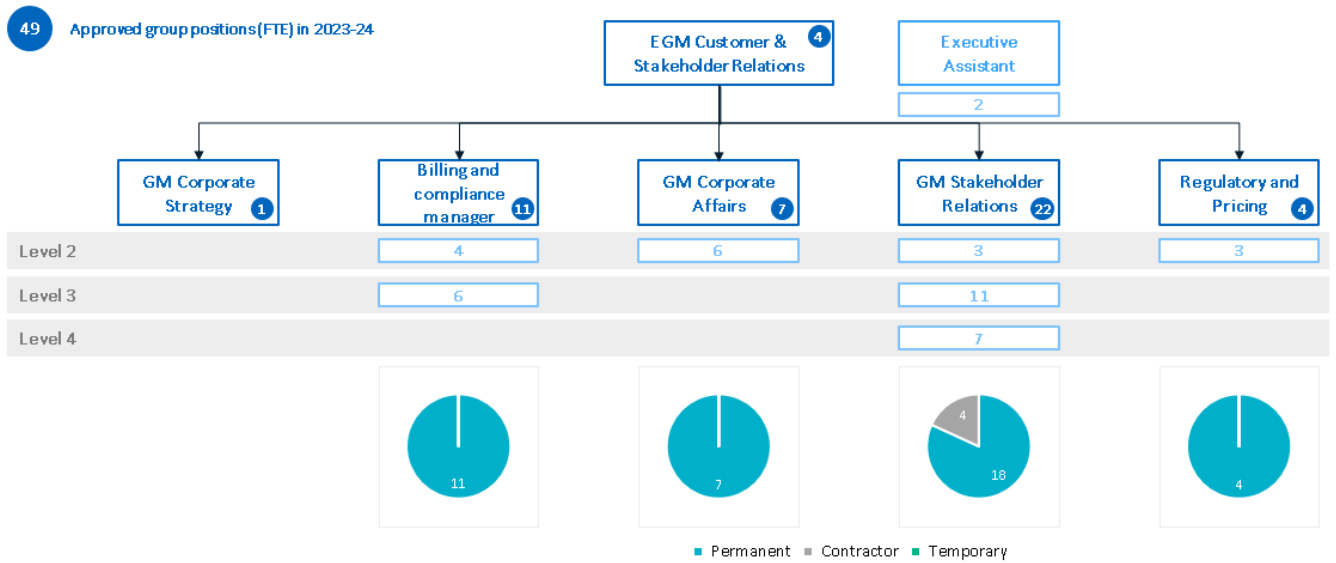 49
Approved group positions (FTE) in 2023-24
EGM Customer &
Stakeholder Relations
4
Executive
Assistant
2
GM Corporate
Strategy
1
Billing and
compliance
manager
11
GM Corporate
Affairs
7
GM Stakeholder
Relations
22
Regulatory and
Pricing
4
Level 2
4
6
3
3
Level 3
6
11
Level 4
7
11
7
4
18
4
Permanent
Contractor
Temporary